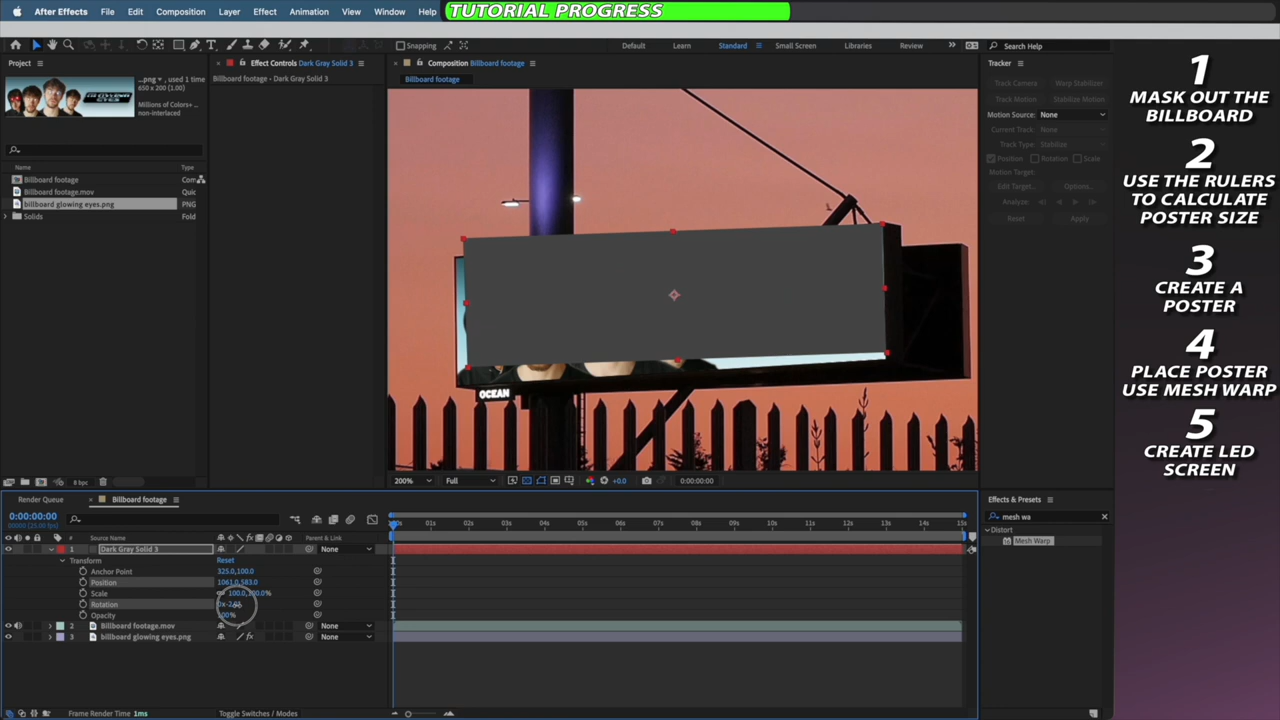 After Effects File Edit Composition Layer Effect Animation View Window Help
TUTORIAL PROGRESS
Snapping
Default Learn Standard Small Screen Libraries Review
Search Help
Project
Effect Controls Dark Gray Solid 3
Composition Billboard footage
Tracker
Billboard footage • Dark Gray Solid 3
Billboard footage
...png, used 1 time
650 x 200 (1.00)
Millions of Colors+
non-interlaced
Name Type
Billboard footage Com
Billboard footage.mov Quic
billboard glowing eyes.png PNG
Solids Fold
8 bpc
OCEAN
200% Full +0.0 0:00:00:00
Track Camera Warp Stabilizer
Track Motion Stabilize Motion
Motion Source: None
Current Track: None
Track Type: Stabilize
Position Rotation Scale
Motion Target:
Edit Target... Options...
Analyze:
Reset Apply
1
MASK OUT THE
BILLBOARD
2
USE THE RULERS
TO CALCULATE
POSTER SIZE
3
CREATE A
POSTER
4
PLACE POSTER
USE MESH WARP
5
CREATE LED
SCREEN
Render Queue
Billboard footage
0:00:00:00
00000 (25.00 fps)
# Source Name Parent & Link
01s 02s 03s 04s 05s 06s 07s 08s 09s 10s 11s 12s 13s 14s 15s
1 Dark Gray Solid 3 None
Transform Reset
Anchor Point 325.0,100.0
Position 1061.0,583.0
Scale 100.0,100.0%
Rotation
Opacity 100%
2 Billboard footage.mov None
3 billboard glowing eyes.png None
Frame Render Time 1ms Toggle Switches / Modes
Effects & Presets
mesh wa
Distort
Mesh Warp